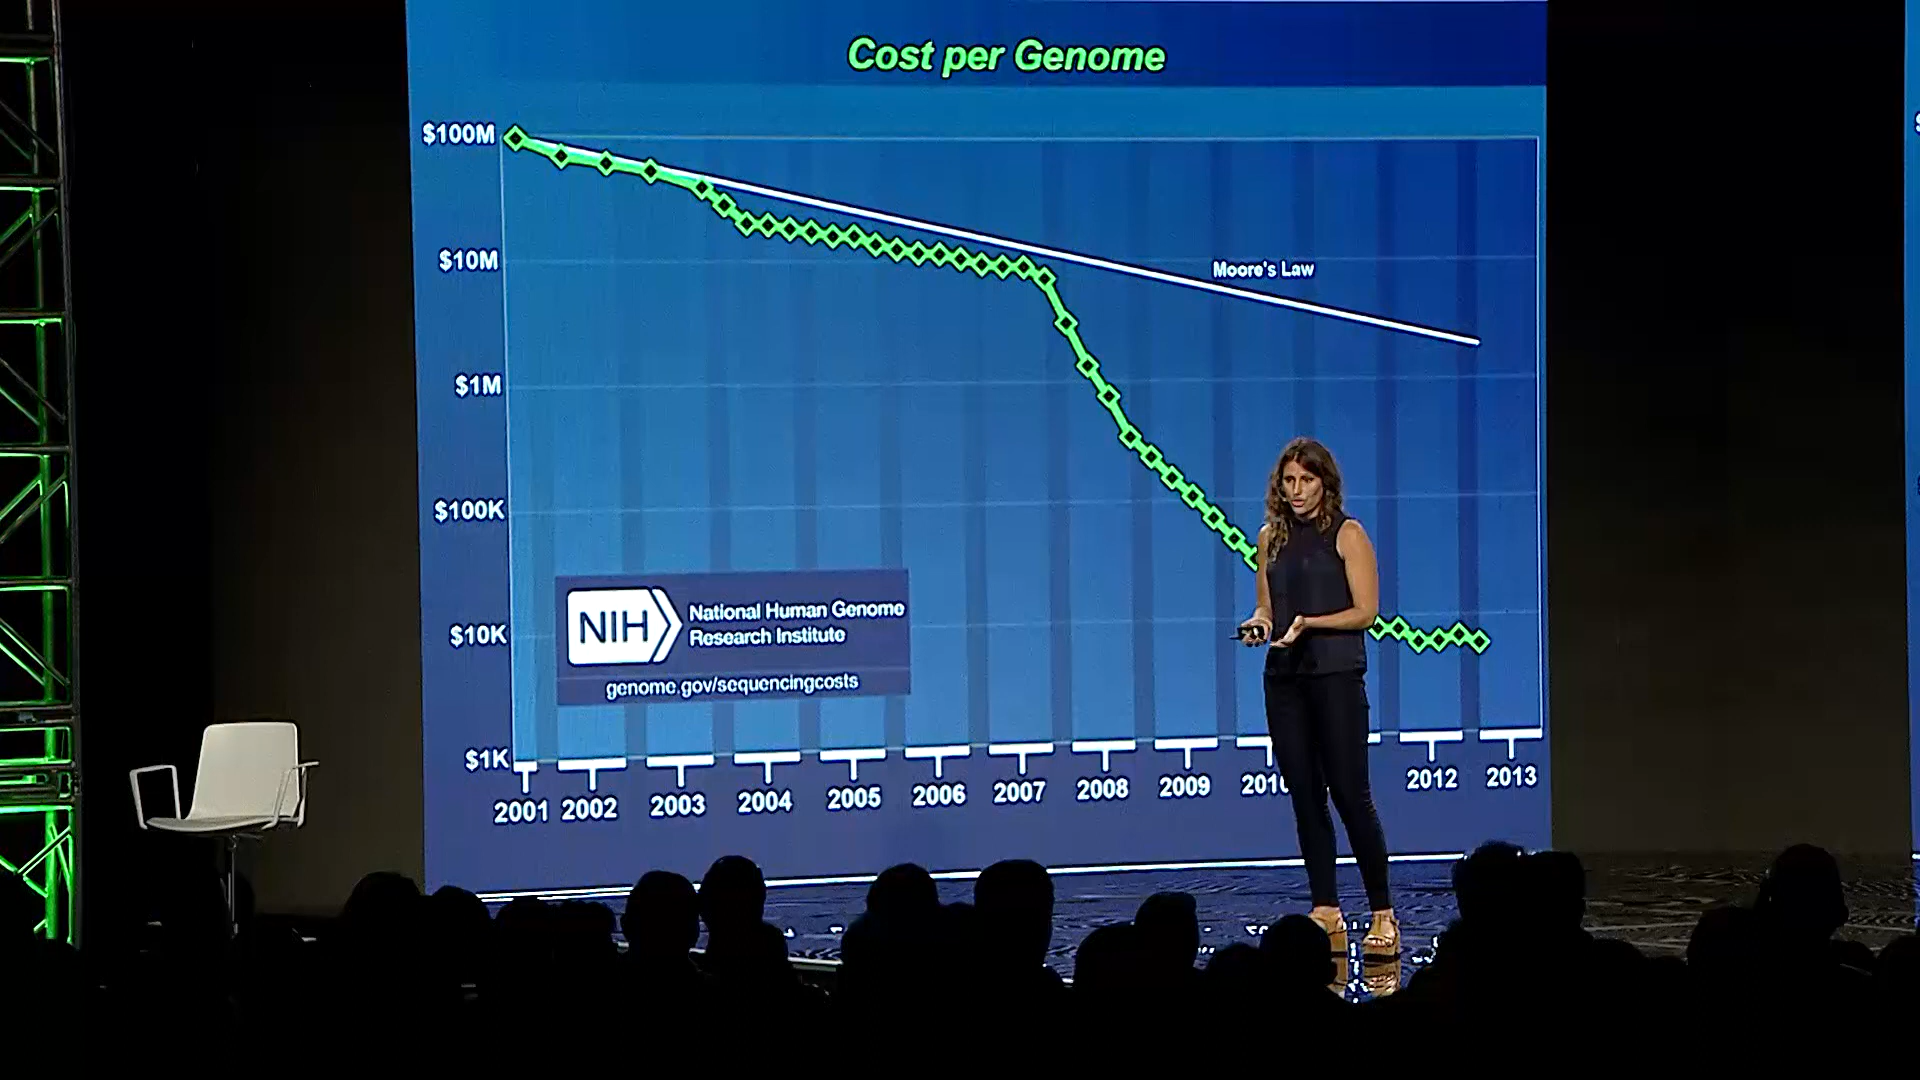 Cost per Genome
$100M
$10M
$1M
$100K
$10K
$1K
Moore's Law
NIH
National Human Genome
Research Institute
genome.gov/sequencingcosts
2001 2002 2003 2004 2005 2006 2007 2008 2009 2010 2012 2013